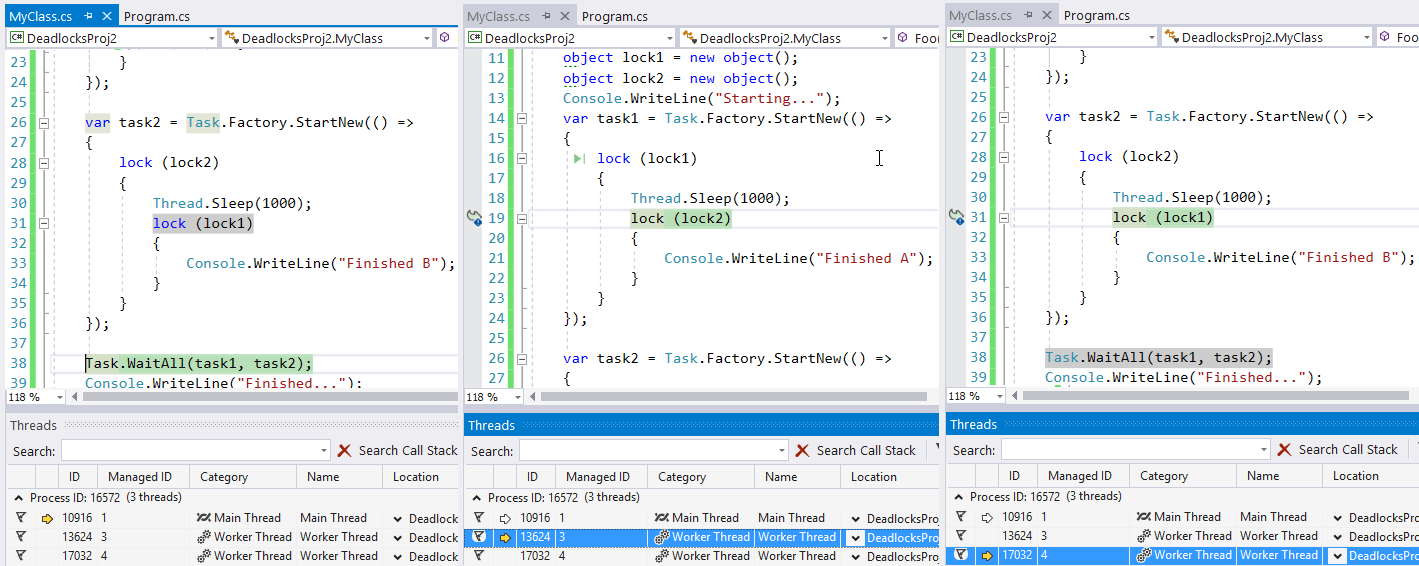 MyClass.cs Program.cs
DeadlocksProj2 DeadlocksProj2.MyClass
23 }
24 });
25
26 var task2 = Task.Factory.StartNew(() =>
27 {
28 lock (lock2)
29 {
30 Thread.Sleep(1000);
31 lock (lock1)
32 {
33 Console.WriteLine("Finished B");
34 }
35 }
36 });
37
38 Task.WaitAll(task1, task2);
39 Console.WriteLine("Finished...");
118 %
Threads
Search: Search Call Stack
ID Managed ID Category Name Location
Process ID: 16572 (3 threads)
10916 1 Main Thread Main Thread Deadlock
13624 3 Worker Thread Worker Thread Deadlock
17032 4 Worker Thread Worker Thread Deadlock
MyClass.cs Program.cs
DeadlocksProj2 DeadlocksProj2.MyClass Foo
11 object lock1 = new object();
12 object lock2 = new object();
13 Console.WriteLine("Starting...");
14 var task1 = Task.Factory.StartNew(() =>
15 {
16 lock (lock1)
17 {
18 Thread.Sleep(1000);
19 lock (lock2)
20 {
21 Console.WriteLine("Finished A");
22 }
23 }
24 });
25
26 var task2 = Task.Factory.StartNew(() =>
27 {
118 %
Threads
Search: Search Call Stack
ID Managed ID Category Name Location
Process ID: 16572 (3 threads)
10916 1 Main Thread Main Thread DeadlocksProj
13624 3 Worker Thread Worker Thread DeadlocksProj
17032 4 Worker Thread Worker Thread DeadlocksProj
MyClass.cs Program.cs
DeadlocksProj2 DeadlocksProj2.MyClass Foo
23 }
24 });
25
26 var task2 = Task.Factory.StartNew(() =>
27 {
28 lock (lock2)
29 {
30 Thread.Sleep(1000);
31 lock (lock1)
32 {
33 Console.WriteLine("Finished B");
34 }
35 }
36 });
37
38 Task.WaitAll(task1, task2);
39 Console.WriteLine("Finished...");
118 %
Threads
Search: Search Call Stack
ID Managed ID Category Name Location
Process ID: 16572 (3 threads)
10916 1 Main Thread Main Thread DeadlocksPro
13624 3 Worker Thread Worker Thread DeadlocksPro
17032 4 Worker Thread Worker Thread DeadlocksPro